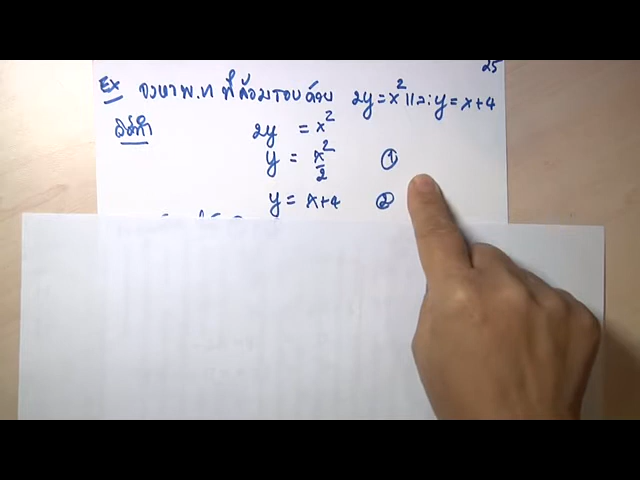 25
Ex จงหา พ.ท ที่ล้อมรอบด้วย 2y = x² และ y = x+4
วิธีทำ 2y = x²
y = x²/2 ①
y = x+4 ②